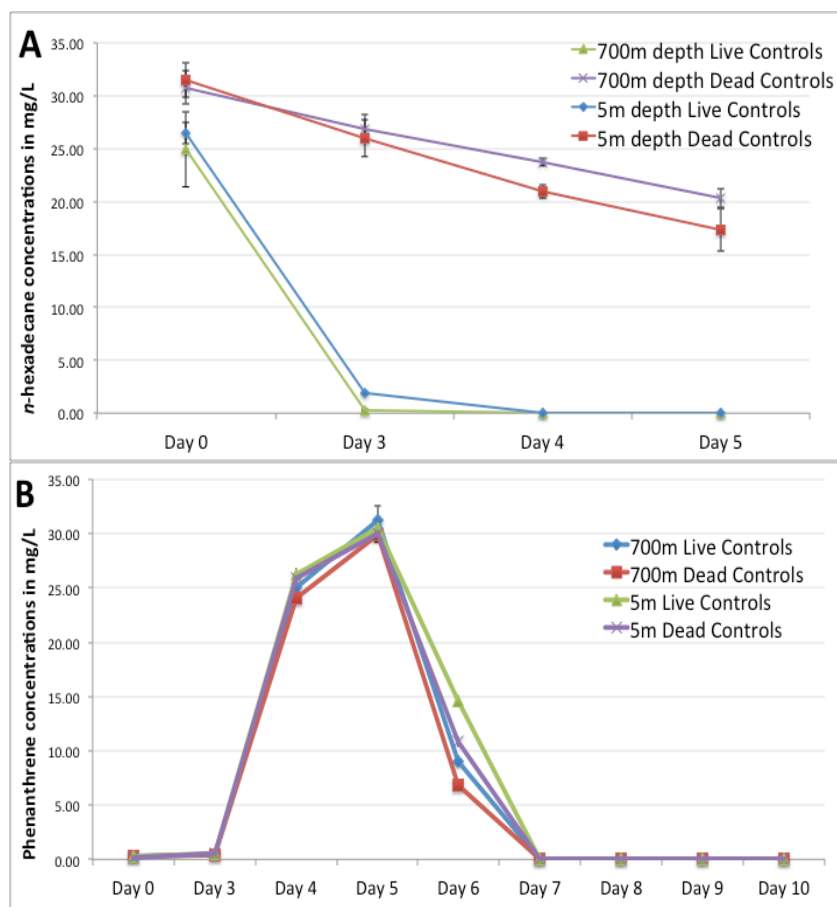 A
n-hexadecane concentrations in mg/L
35.00
30.00
25.00
20.00
15.00
10.00
5.00
0.00
700m depth Live Controls
700m depth Dead Controls
5m depth Live Controls
5m depth Dead Controls
Day 0 Day 3 Day 4 Day 5
B
Phenanthrene concentrations in mg/L
35.00
30.00
25.00
20.00
15.00
10.00
5.00
0.00
700m Live Controls
700m Dead Controls
5m Live Controls
5m Dead Controls
Day 0 Day 3 Day 4 Day 5 Day 6 Day 7 Day 8 Day 9 Day 10